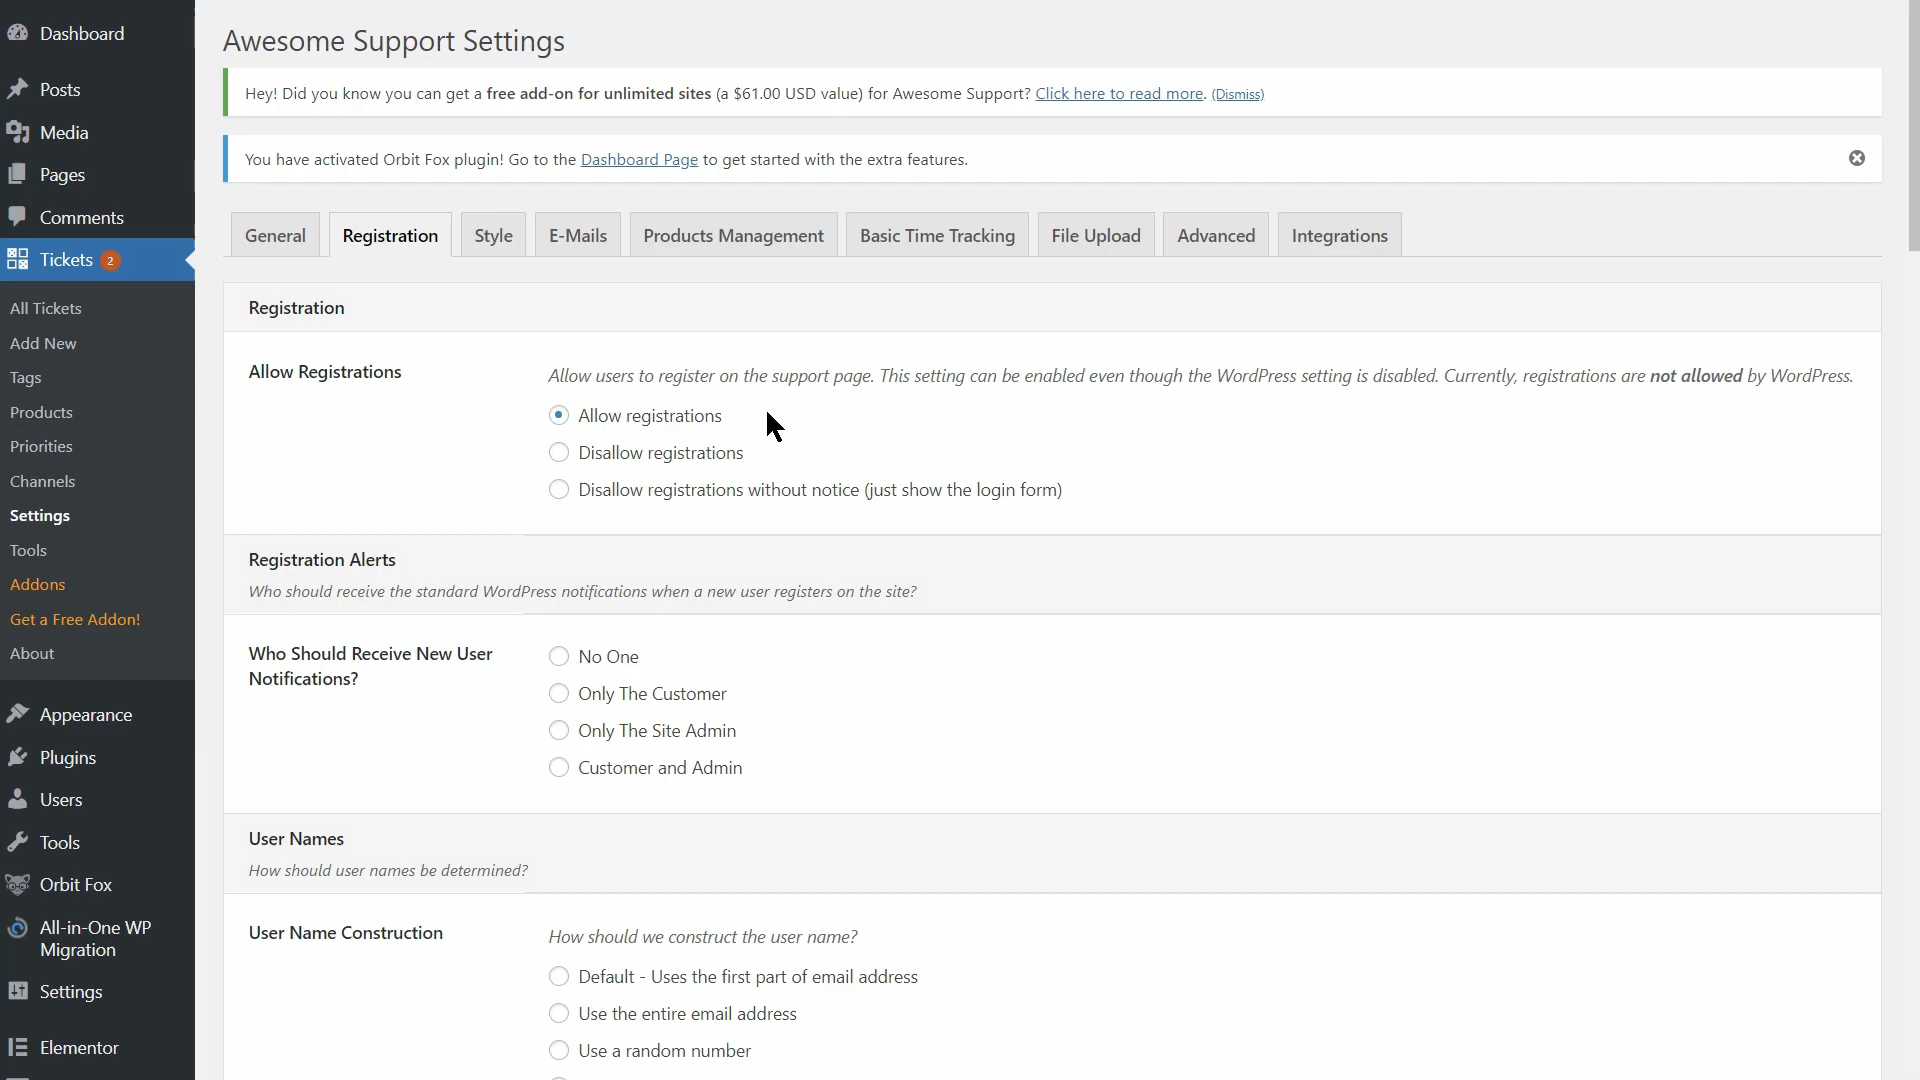 Dashboard
Posts
Media
Pages
Comments
Tickets 2
All Tickets
Add New
Tags
Products
Priorities
Channels
Settings
Tools
Addons
Get a Free Addon!
About
Appearance
Plugins
Users
Tools
Orbit Fox
All-in-One WP
Migration
Settings
Elementor
Awesome Support Settings
Hey! Did you know you can get a free add-on for unlimited sites (a $61.00 USD value) for Awesome Support? Click here to read more. (Dismiss)
You have activated Orbit Fox plugin! Go to the Dashboard Page to get started with the extra features.
General Registration Style E-Mails Products Management Basic Time Tracking File Upload Advanced Integrations
Registration
Allow Registrations
Allow users to register on the support page. This setting can be enabled even though the WordPress setting is disabled. Currently, registrations are not allowed by WordPress.
Allow registrations
Disallow registrations
Disallow registrations without notice (just show the login form)
Registration Alerts
Who should receive the standard WordPress notifications when a new user registers on the site?
Who Should Receive New User
Notifications?
No One
Only The Customer
Only The Site Admin
Customer and Admin
User Names
How should user names be determined?
User Name Construction
How should we construct the user name?
Default - Uses the first part of email address
Use the entire email address
Use a random number